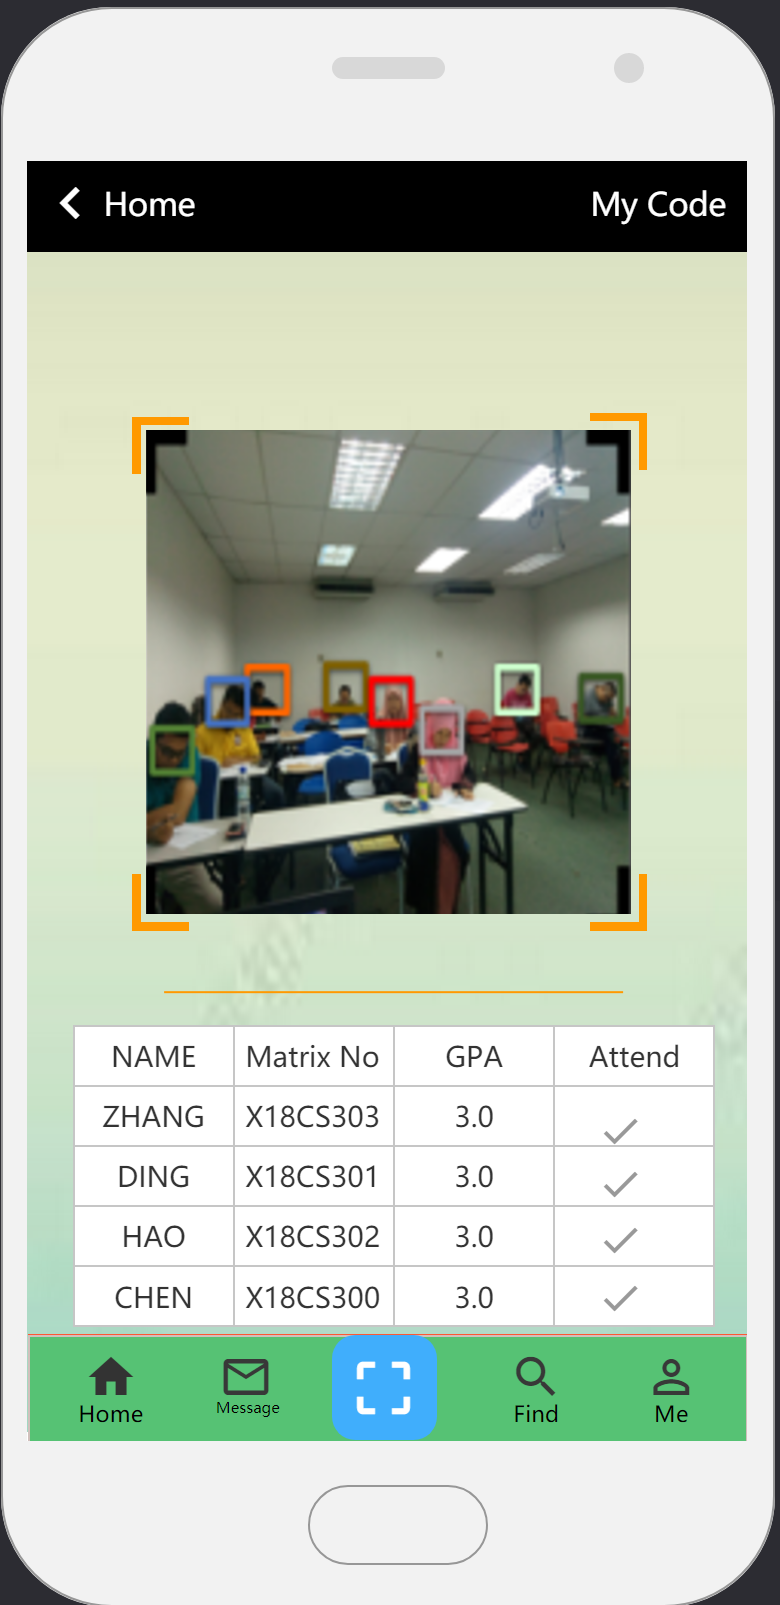 Home My Code
NAME Matrix No GPA Attend
ZHANG X18CS303 3.0
DING X18CS301 3.0
HAO X18CS302 3.0
CHEN X18CS300 3.0
Home Message Find Me